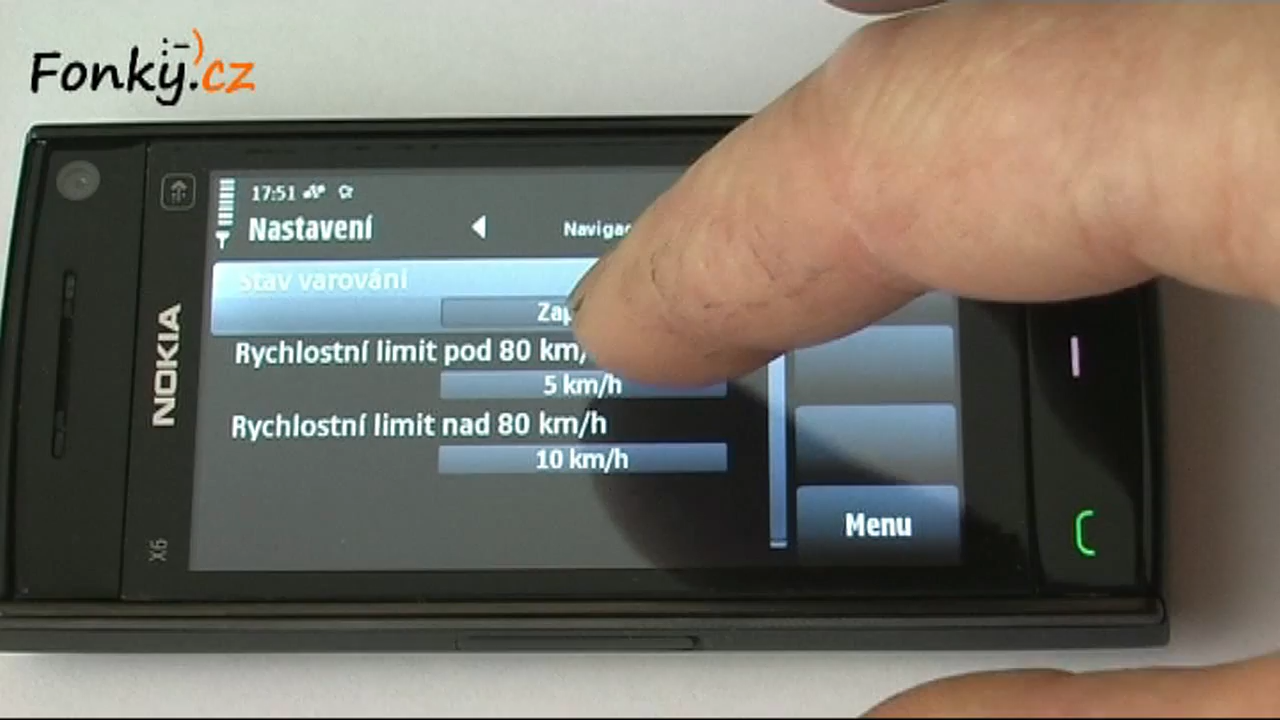 Fonky:-).cz
17:51
Nastavení
Stav varování
Rychlostní limit pod 80 km/
5 km/h
Rychlostní limit nad 80 km/h
10 km/h
Menu
NOKIA
X6